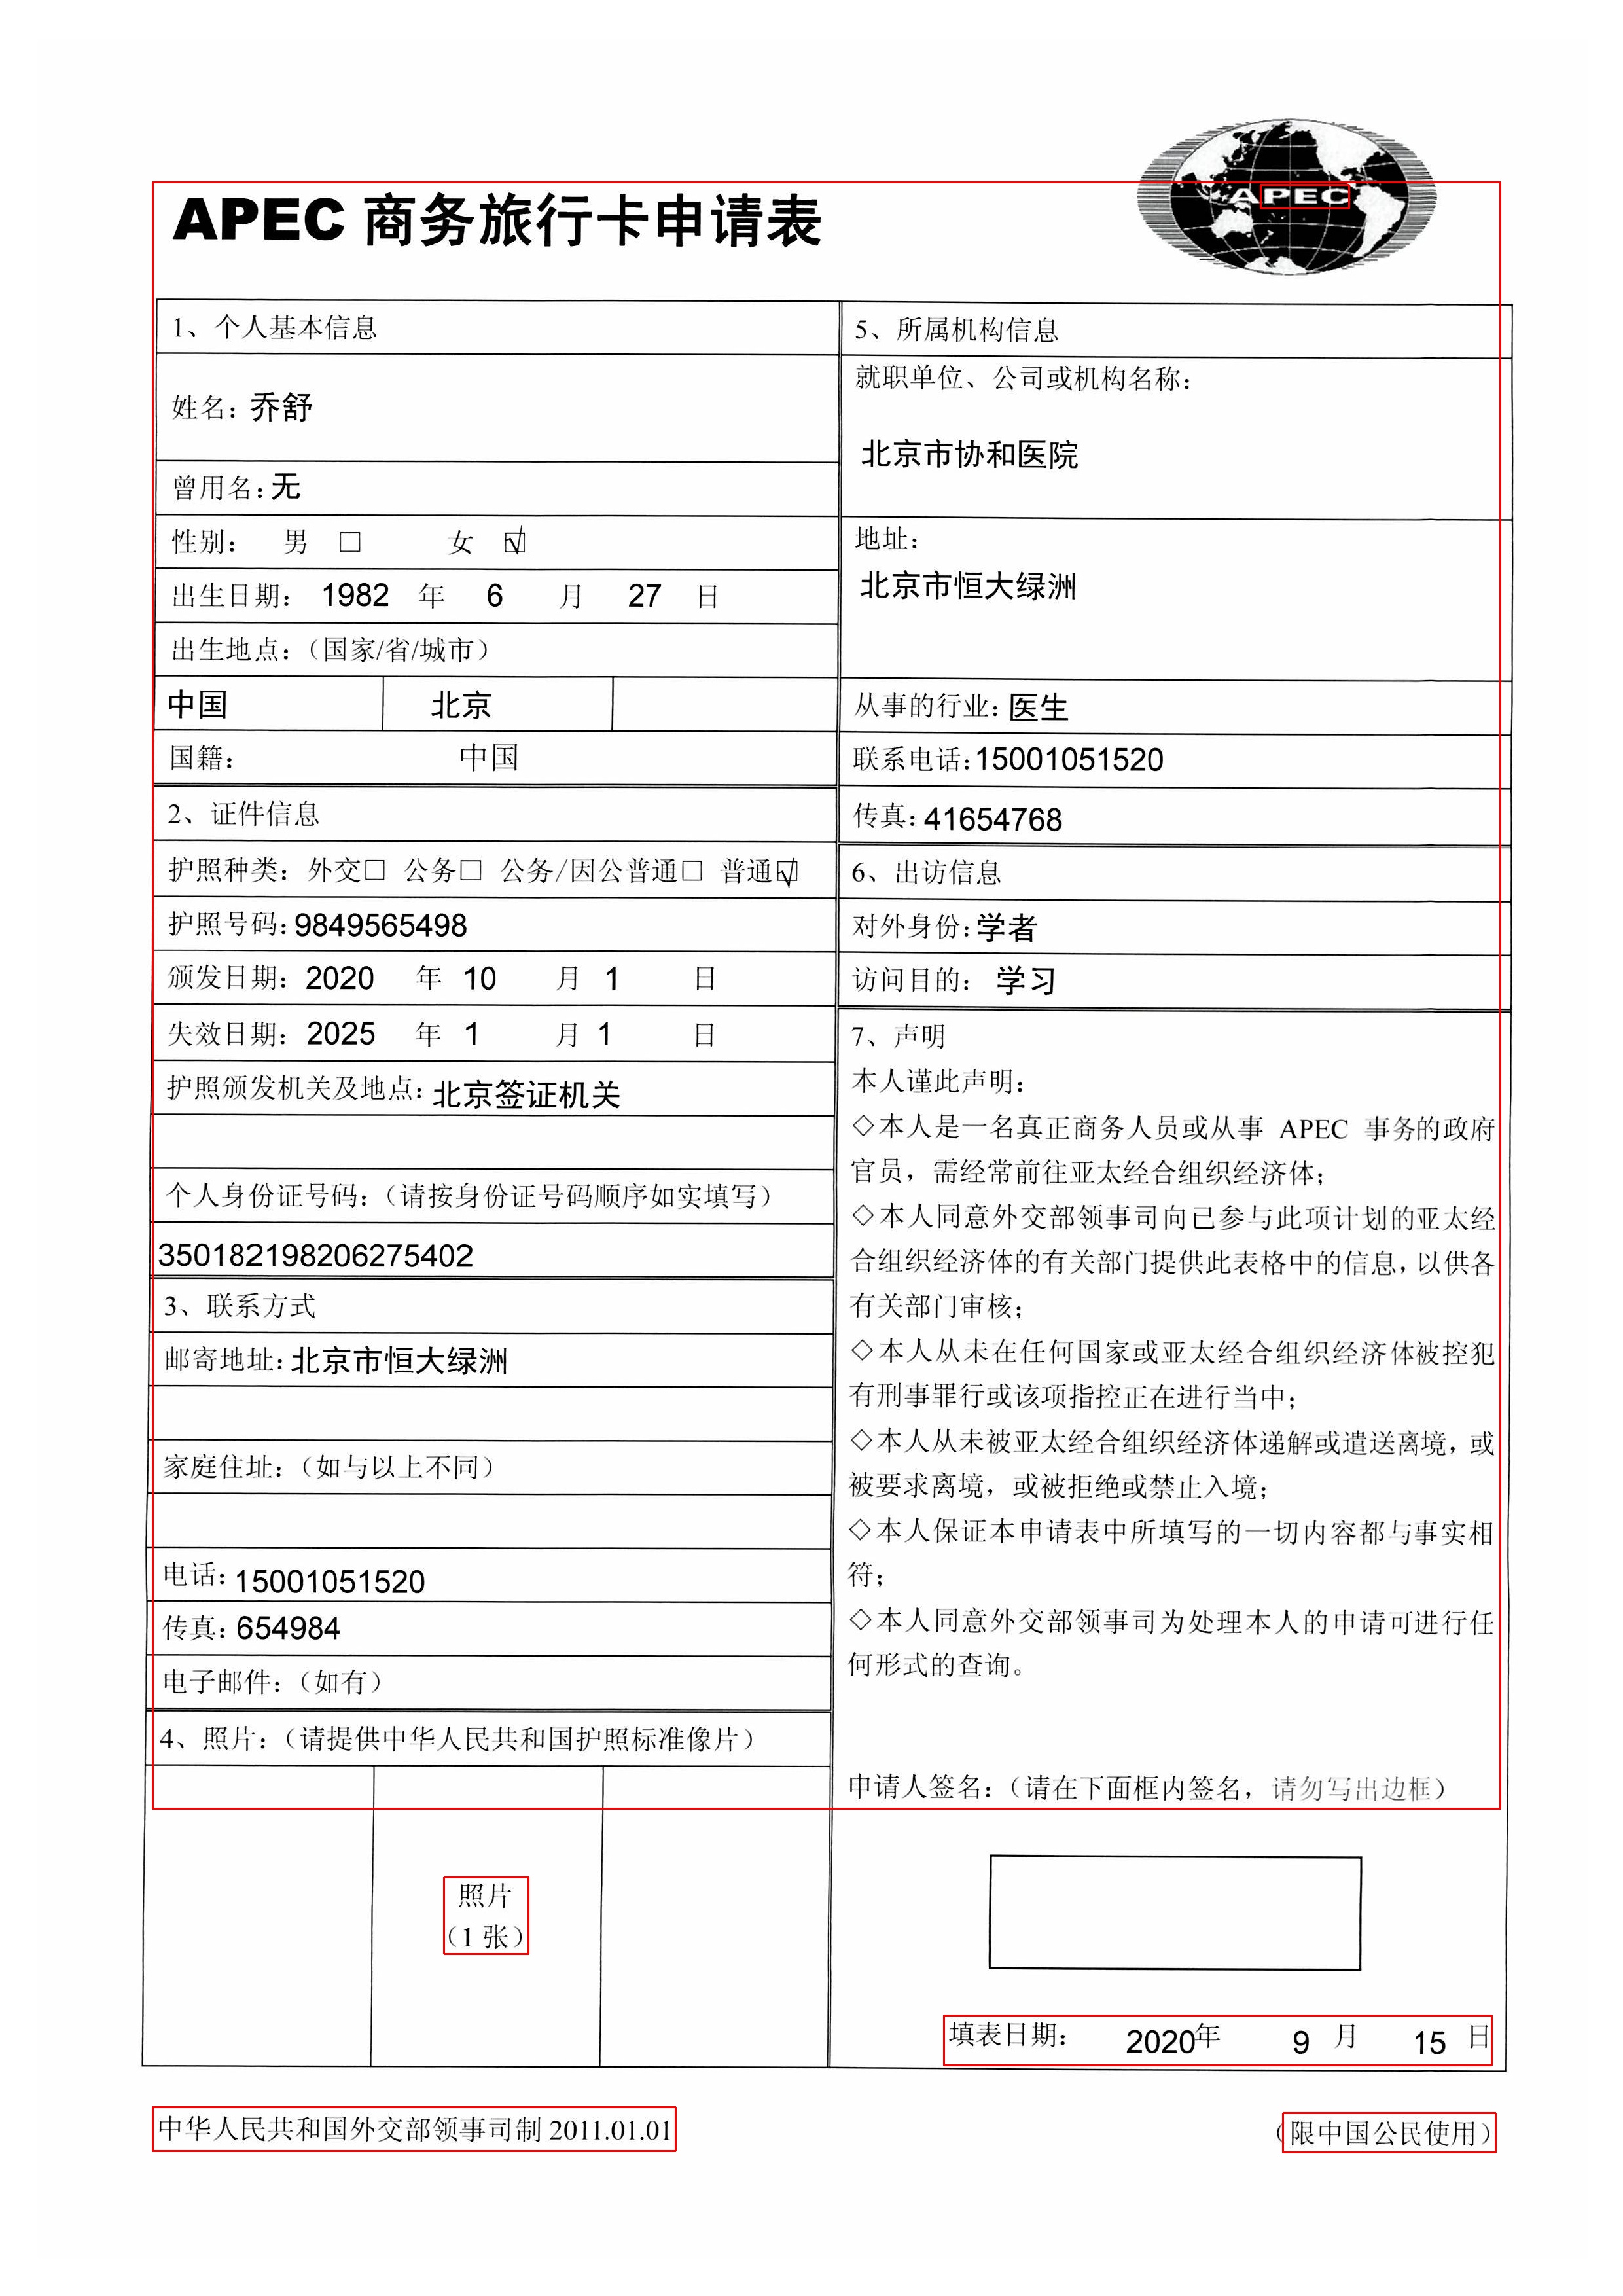 APEC
APEC 商务旅行卡申请表
1、个人基本信息
姓名：乔舒
曾用名：无
性别： 男 □ 女 ☑
出生日期： 1982 年 6 月 27 日
出生地点：（国家/省/城市）
中国 北京
国籍： 中国
2、证件信息
护照种类：外交□ 公务□ 公务/因公普通□ 普通☑
护照号码：9849565498
颁发日期：2020 年 10 月 1 日
失效日期：2025 年 1 月 1 日
护照颁发机关及地点：北京签证机关
个人身份证号码：（请按身份证号码顺序如实填写）
350182198206275402
3、联系方式
邮寄地址：北京市恒大绿洲
家庭住址：（如与以上不同）
电话：15001051520
传真：654984
电子邮件：（如有）
4、照片：（请提供中华人民共和国护照标准像片）
照片
（1 张）
5、所属机构信息
就职单位、公司或机构名称：
北京市协和医院
地址：
北京市恒大绿洲
从事的行业：医生
联系电话：15001051520
传真：41654768
6、出访信息
对外身份：学者
访问目的： 学习
7、声明
本人谨此声明：
◇本人是一名真正商务人员或从事 APEC 事务的政府
官员，需经常前往亚太经合组织经济体；
◇本人同意外交部领事司向已参与此项计划的亚太经
合组织经济体的有关部门提供此表格中的信息，以供各
有关部门审核；
◇本人从未在任何国家或亚太经合组织经济体被控犯
有刑事罪行或该项指控正在进行当中；
◇本人从未被亚太经合组织经济体递解或遣送离境，或
被要求离境，或被拒绝或禁止入境；
◇本人保证本申请表中所填写的一切内容都与事实相
符；
◇本人同意外交部领事司为处理本人的申请可进行任
何形式的查询。
申请人签名：（请在下面框内签名，请勿写出边框）
填表日期： 2020年 9 月 15 日
中华人民共和国外交部领事司制 2011.01.01
（限中国公民使用）